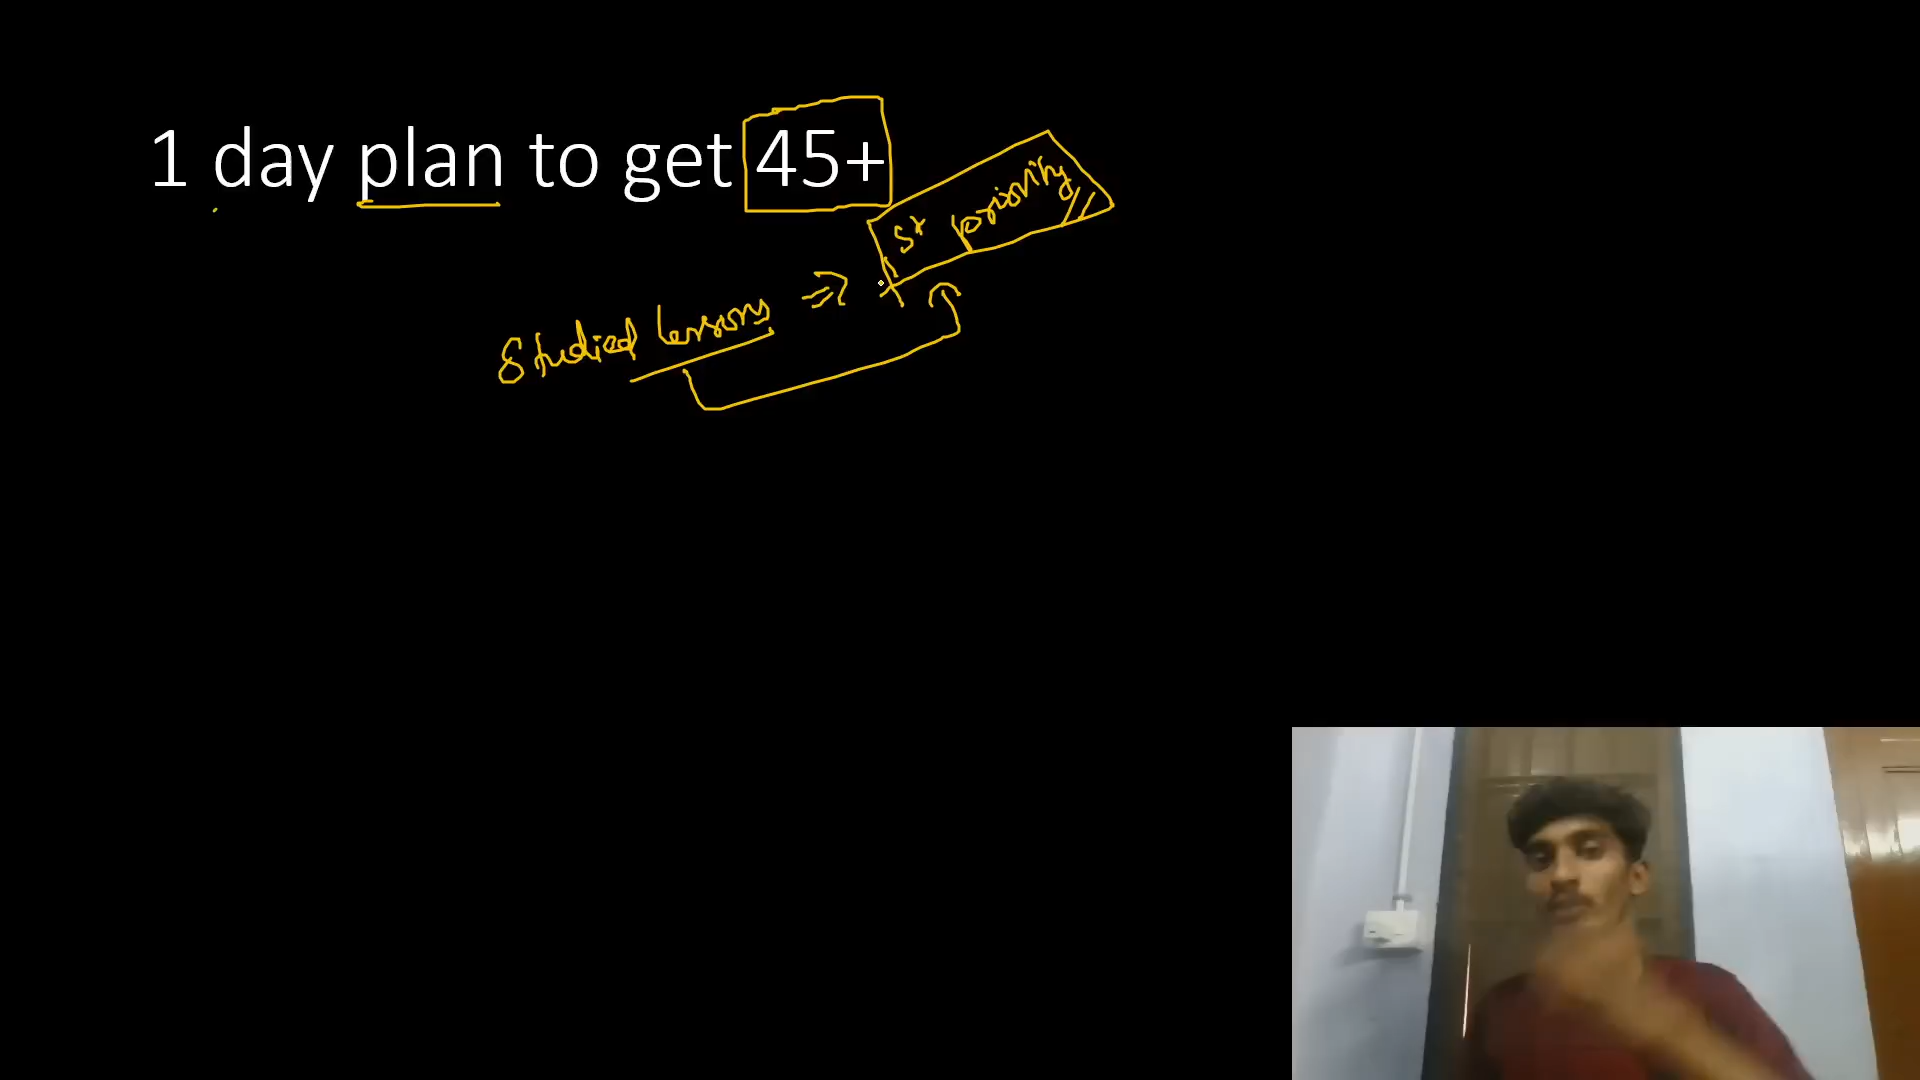 1 day plan to get 45+
Studied lessons ⇒ 1st priority